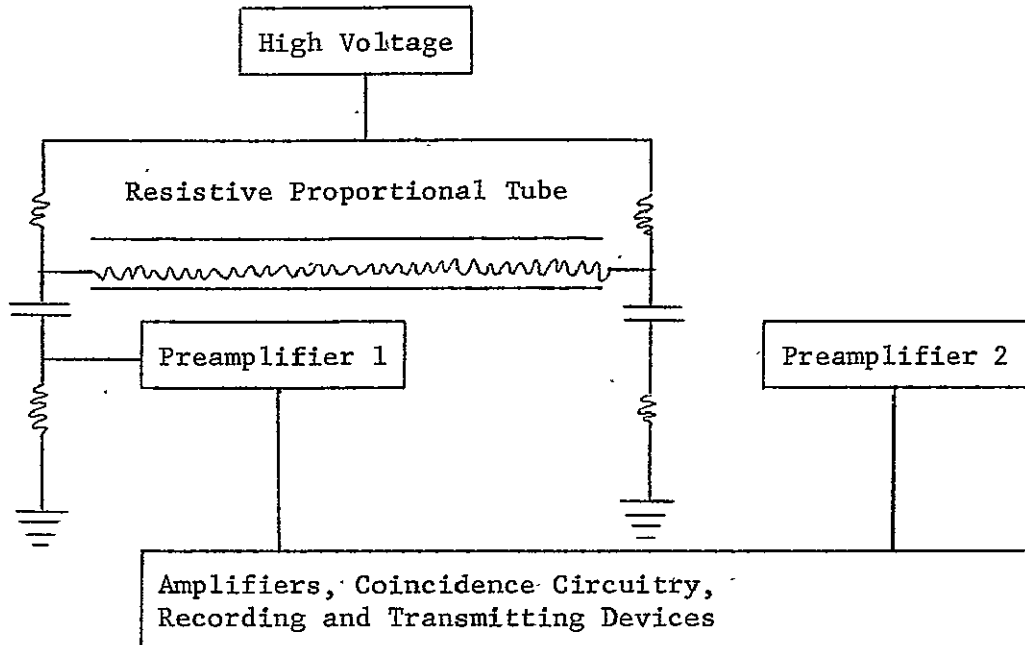 High Voltage
Resistive Proportional Tube
Preamplifier 1
Preamplifier 2
Amplifiers, Coincidence Circuitry,
Recording and Transmitting Devices